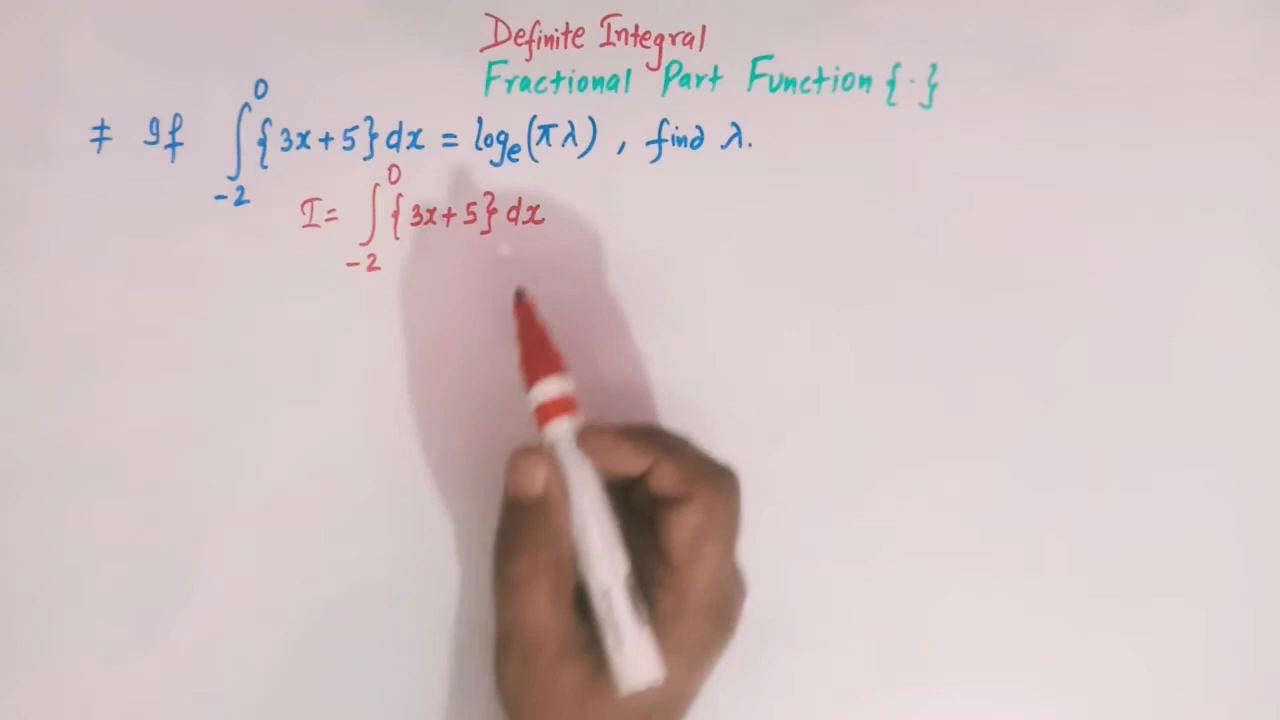 Definite Integral
Fractional Part Function {·}
# If ∫_{-2}^{0} {3x+5} dx = log_e(πλ), find λ.
I = ∫_{-2}^{0} {3x+5} dx